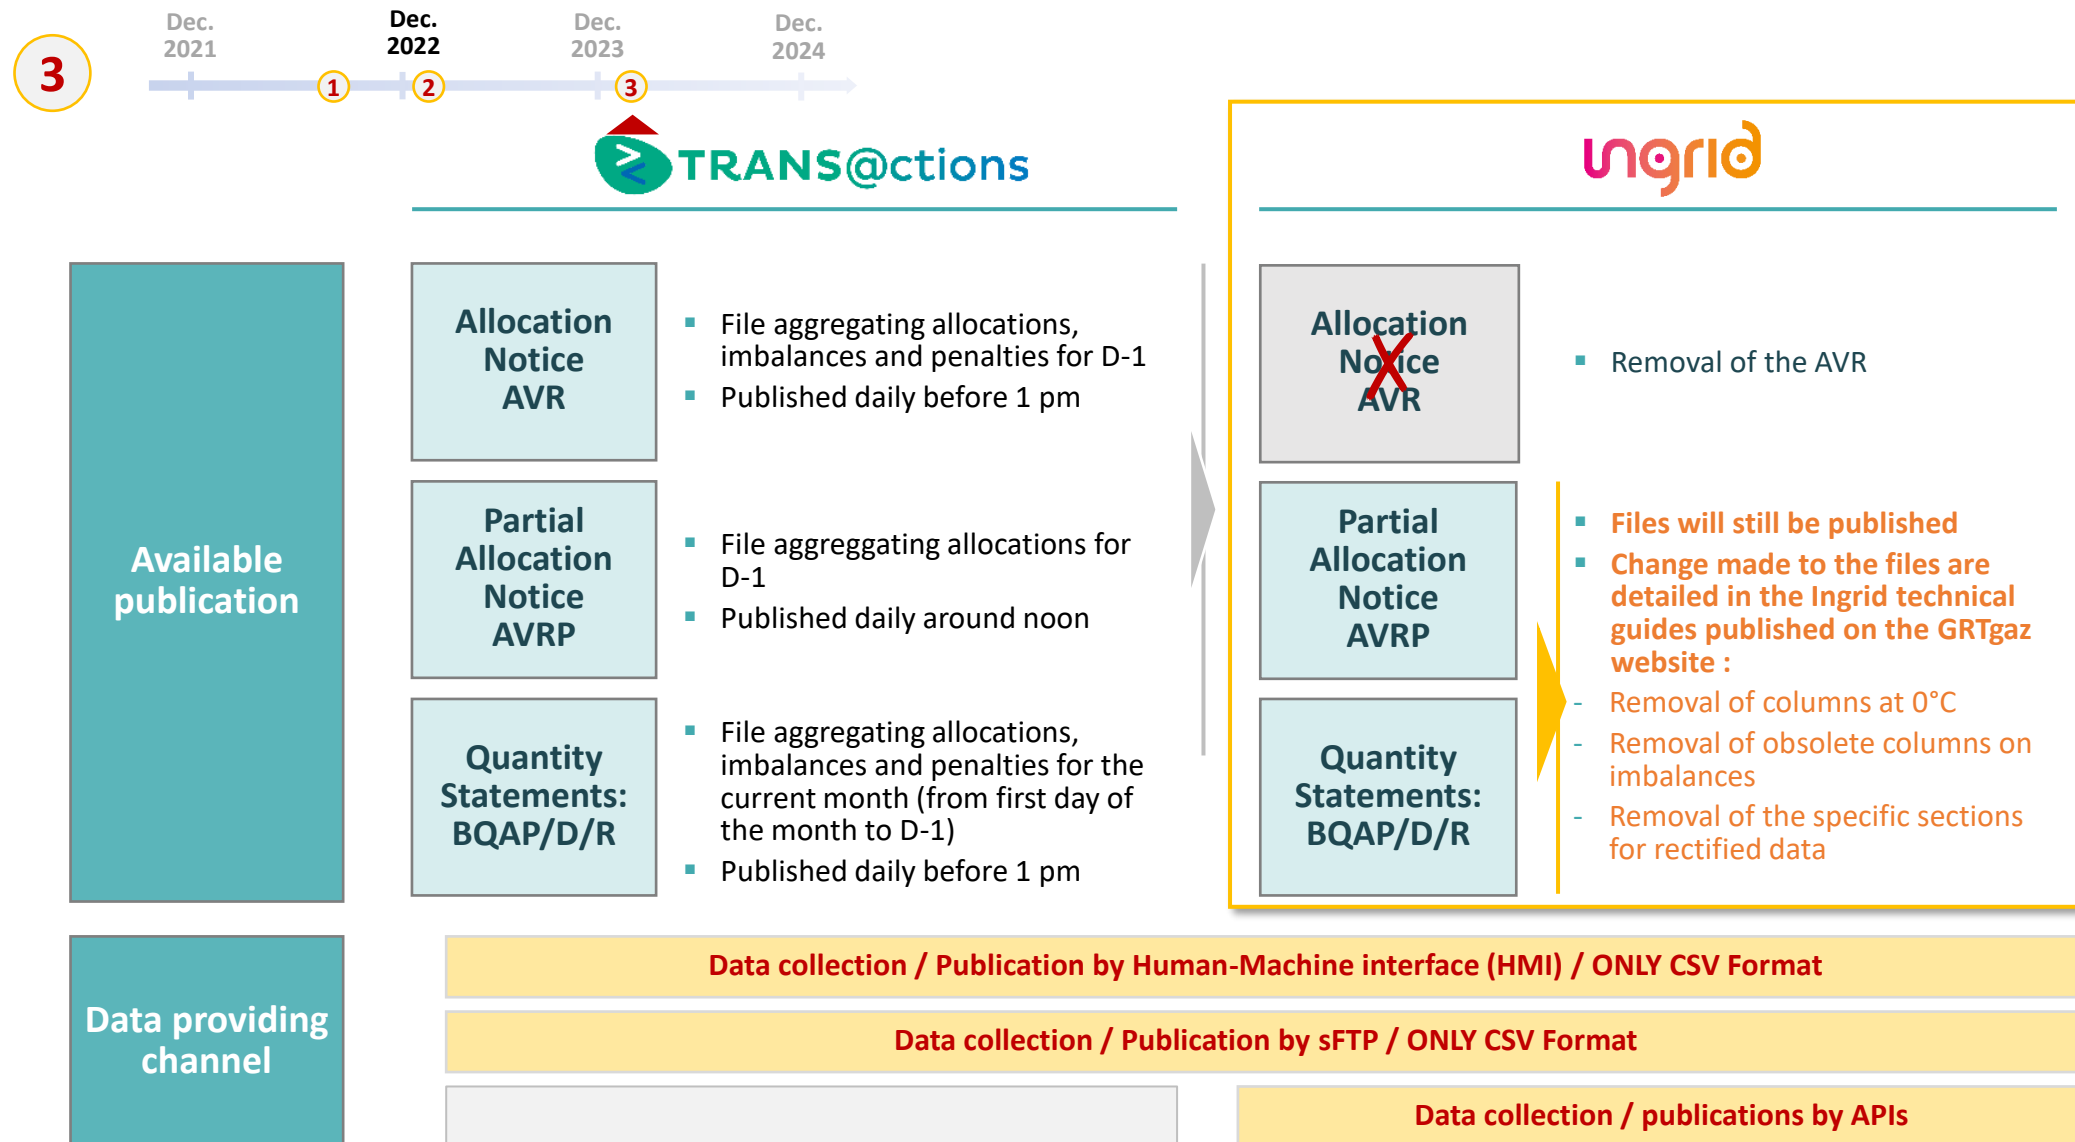 3
Dec.
2021
Dec.
2022
Dec.
2023
Dec.
2024
1
2
3
TRANS@ctions
ingrid
Available
publication
Allocation
Notice
AVR
▪ File aggregating allocations,
imbalances and penalties for D-1
▪ Published daily before 1 pm
Allocation
Notice
AVR
X
▪ Removal of the AVR
Partial
Allocation
Notice
AVRP
▪ File aggreggating allocations for
D-1
▪ Published daily around noon
Partial
Allocation
Notice
AVRP
Quantity
Statements:
BQAP/D/R
▪ File aggregating allocations,
imbalances and penalties for the
current month (from first day of
the month to D-1)
▪ Published daily before 1 pm
Quantity
Statements:
BQAP/D/R
▪ Files will still be published
▪ Change made to the files are
detailed in the Ingrid technical
guides published on the GRTgaz
website :
- Removal of columns at 0°C
- Removal of obsolete columns on
imbalances
- Removal of the specific sections
for rectified data
Data providing
channel
Data collection / Publication by Human-Machine interface (HMI) / ONLY CSV Format
Data collection / Publication by sFTP / ONLY CSV Format
Data collection / publications by APIs